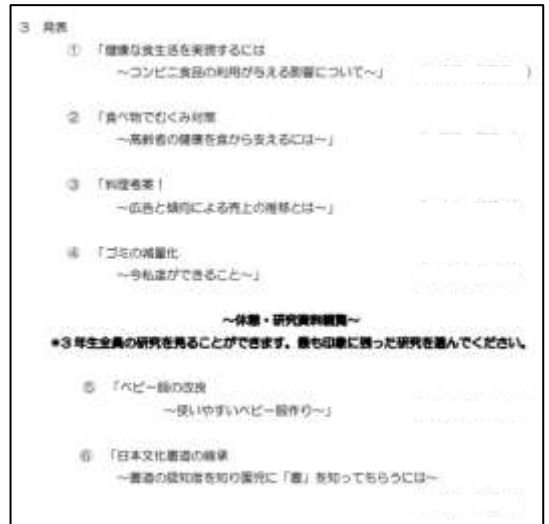 3 発表
① 「健康な食生活を実現するには
～コンビニ食品の利用が与える影響について～」 )
② 「食べ物でむくみ対策
～高齢者の健康を食から支えるには～」
③ 「料理考案！
～広告と傾向による売上の推移とは～」
④ 「ゴミの減量化
～今私達ができること～」
～休憩・研究資料観覧～
*3年生全員の研究を見ることができます。最も印象に残った研究を選んでください。
⑤ 「ベビー服の改良
～使いやすいベビー服作り～」
⑥ 「日本文化書道の継承
～書道の認知度を知り園児に「書」を知ってもらうには～